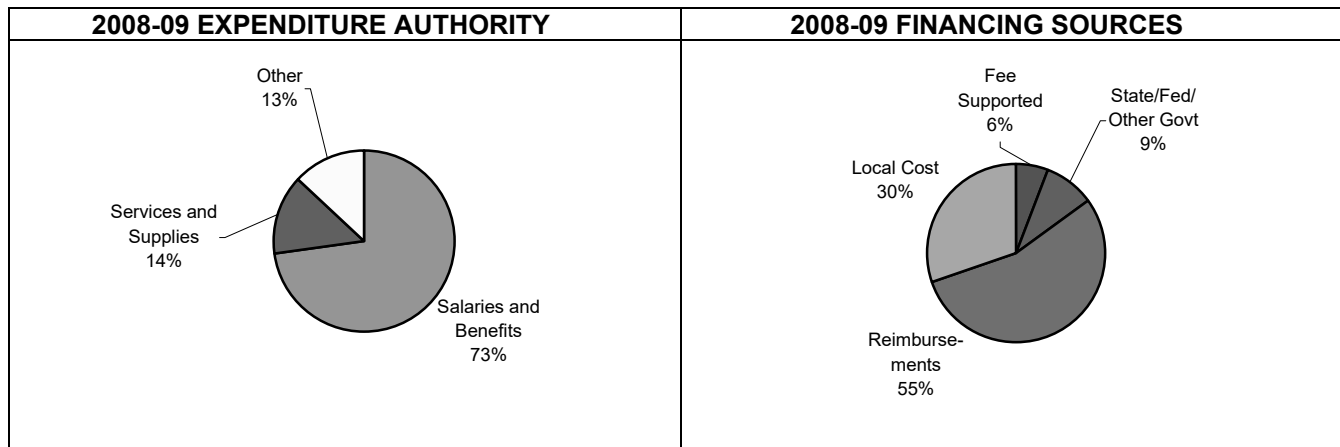 2008-09 EXPENDITURE AUTHORITY
Other
13%
Services and
Supplies
14%
Salaries and
Benefits
73%
2008-09 FINANCING SOURCES
Fee
Supported
6%
State/Fed/
Other Govt
9%
Local Cost
30%
Reimburse-
ments
55%